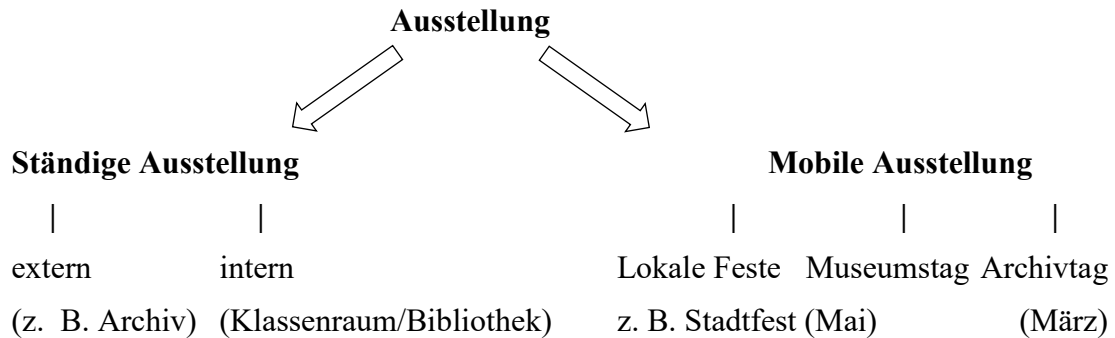 Ausstellung
Ständige Ausstellung Mobile Ausstellung
| | | | |
extern intern Lokale Feste Museumstag Archivtag
(z. B. Archiv) (Klassenraum/Bibliothek) z. B. Stadtfest (Mai) (März)